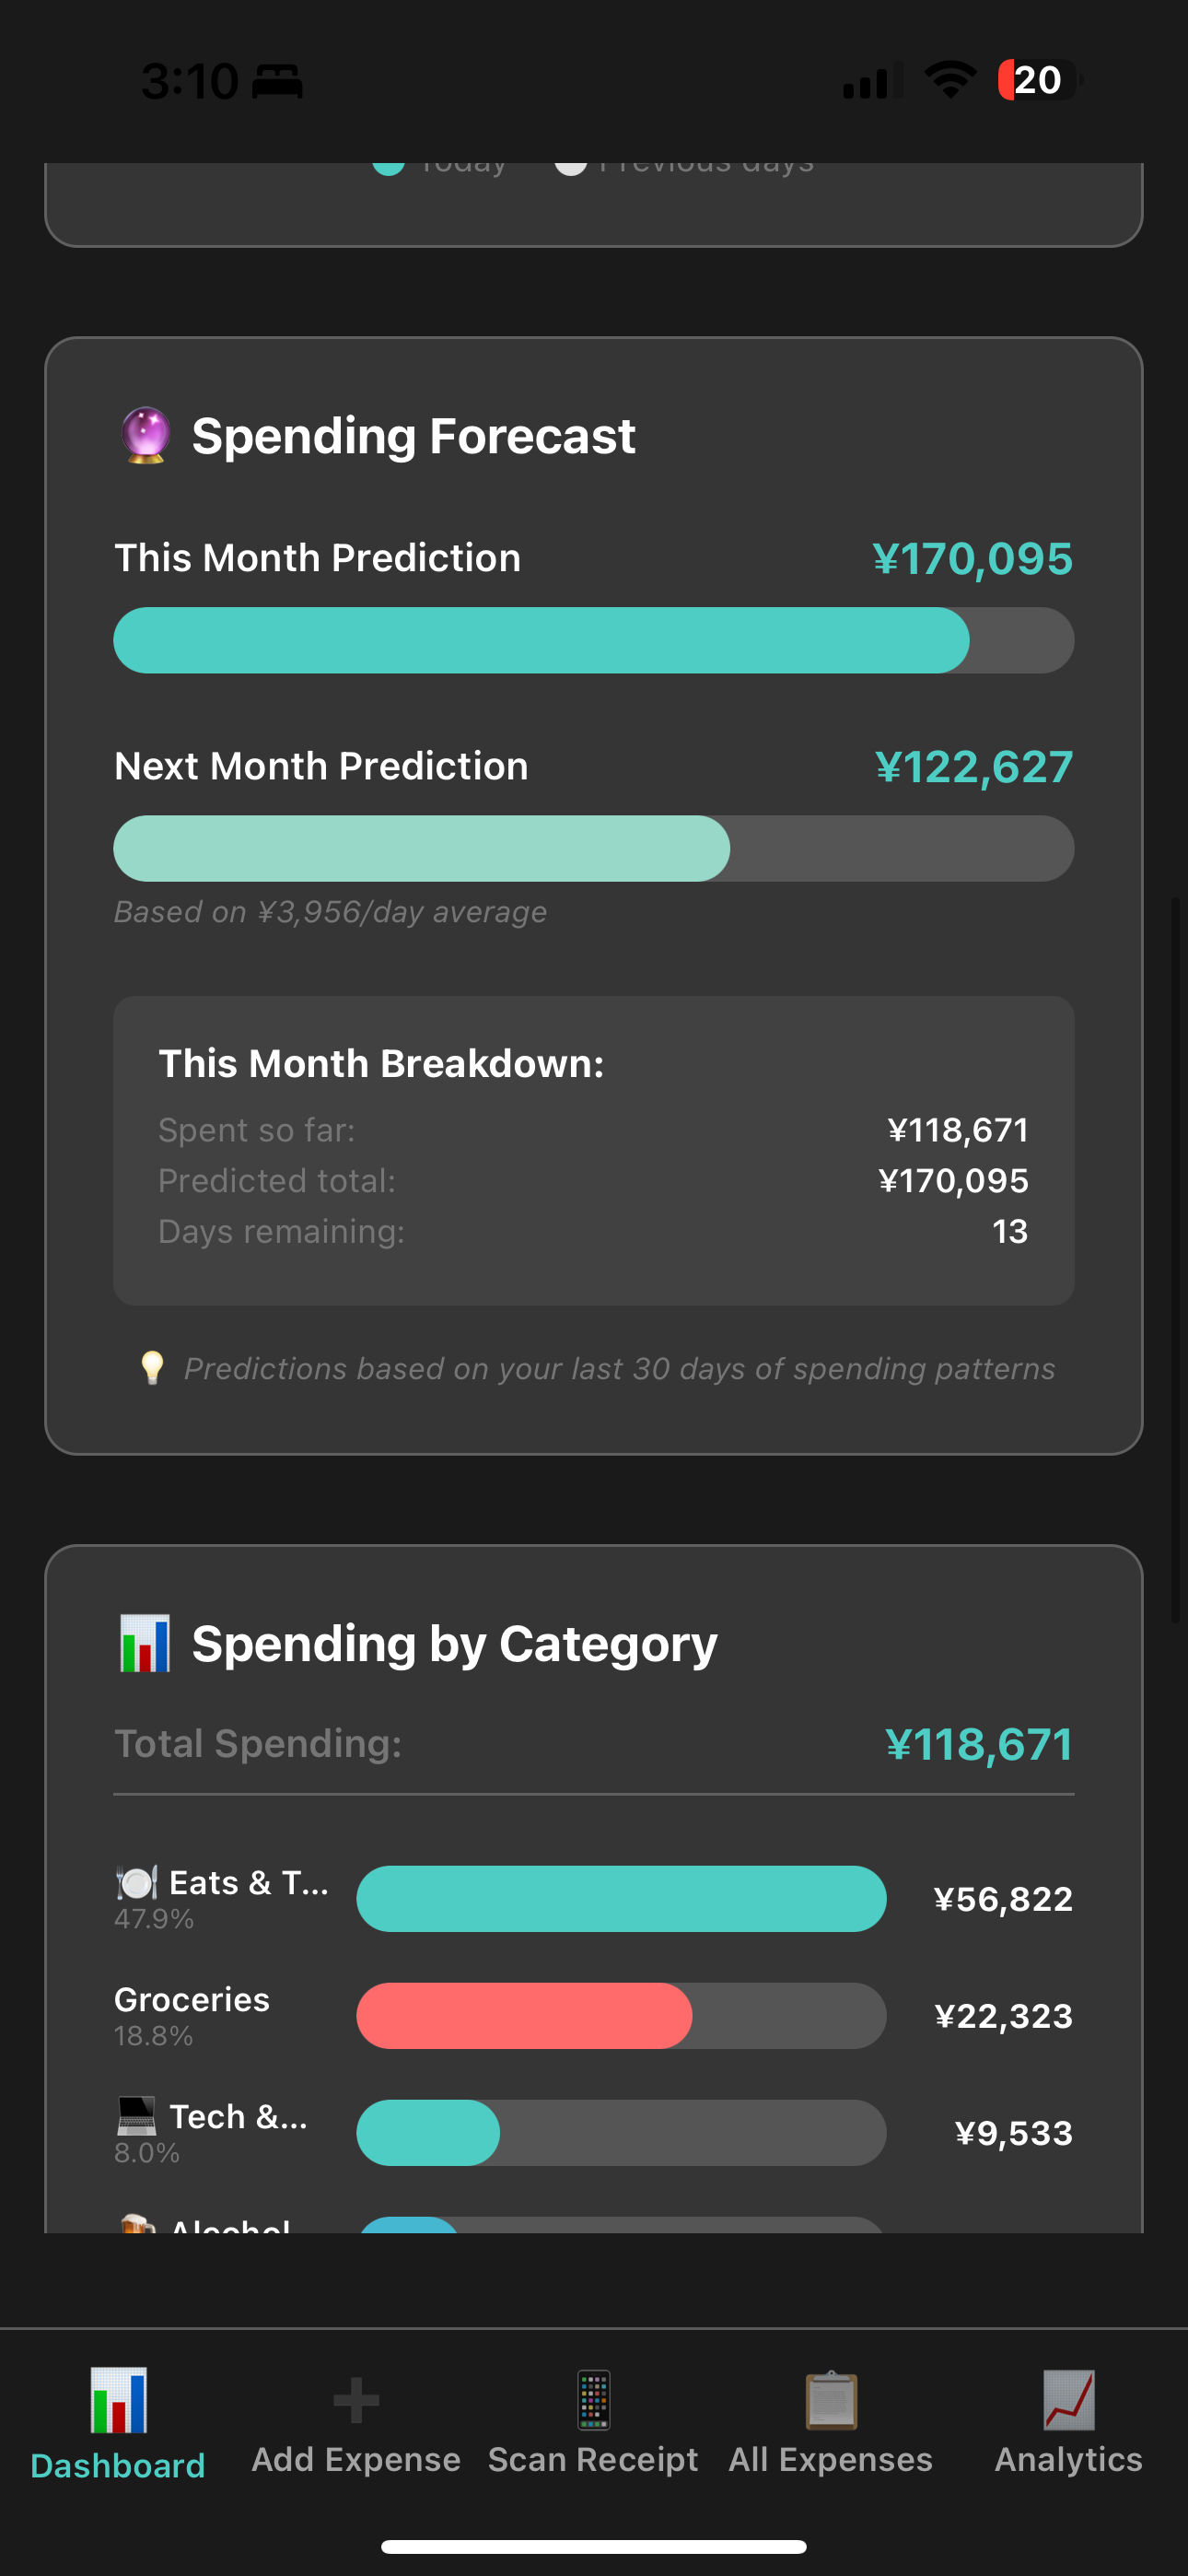 3:10 20
Today Previous days
Spending Forecast
This Month Prediction ¥170,095
Next Month Prediction ¥122,627
Based on ¥3,956/day average
This Month Breakdown:
Spent so far: ¥118,671
Predicted total: ¥170,095
Days remaining: 13
Predictions based on your last 30 days of spending patterns
Spending by Category
Total Spending: ¥118,671
Eats & T... ¥56,822
47.9%
Groceries ¥22,323
18.8%
Tech &... ¥9,533
8.0%
Alcohol
Dashboard Add Expense Scan Receipt All Expenses Analytics